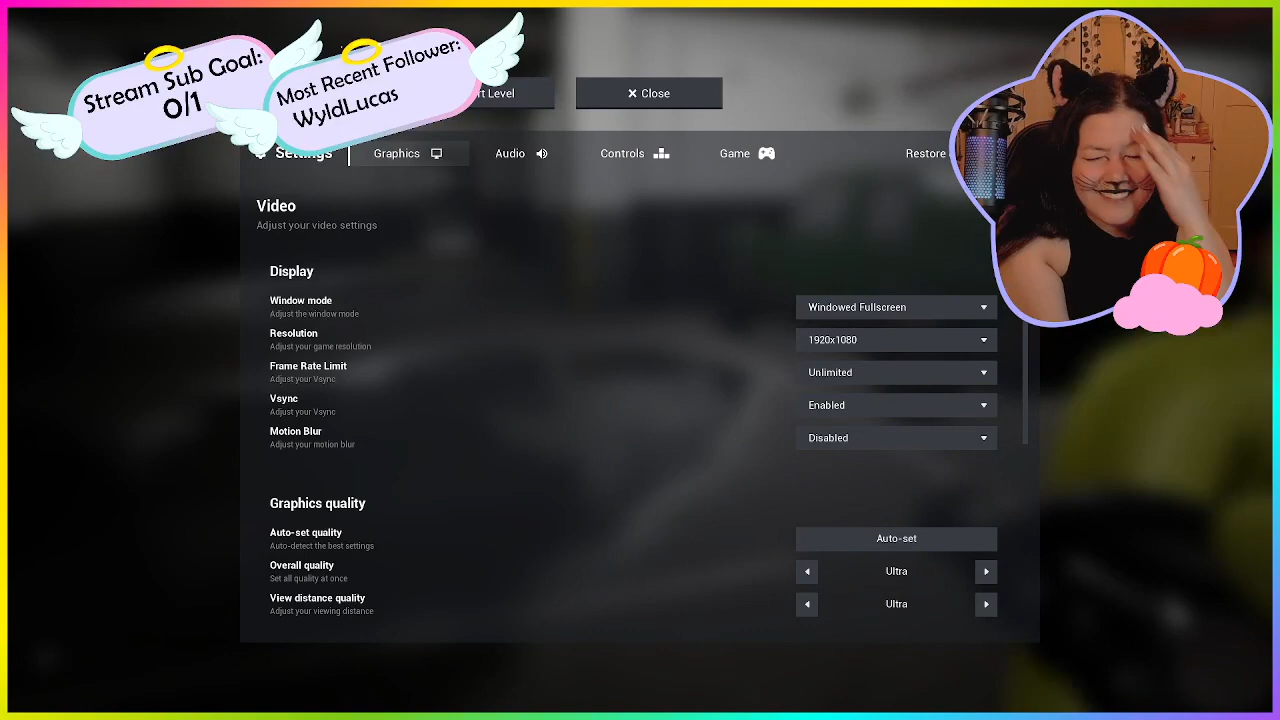 Stream Sub Goal:
0/1
Most Recent Follower:
WyldLucas
Level
Close
Settings
Graphics
Audio
Controls
Game
Restore
Video
Adjust your video settings
Display
Window mode
Adjust the window mode
Windowed Fullscreen
Resolution
Adjust your game resolution
1920x1080
Frame Rate Limit
Adjust your Vsync
Unlimited
Vsync
Adjust your Vsync
Enabled
Motion Blur
Adjust your motion blur
Disabled
Graphics quality
Auto-set quality
Auto-detect the best settings
Auto-set
Overall quality
Set all quality at once
Ultra
View distance quality
Adjust your viewing distance
Ultra